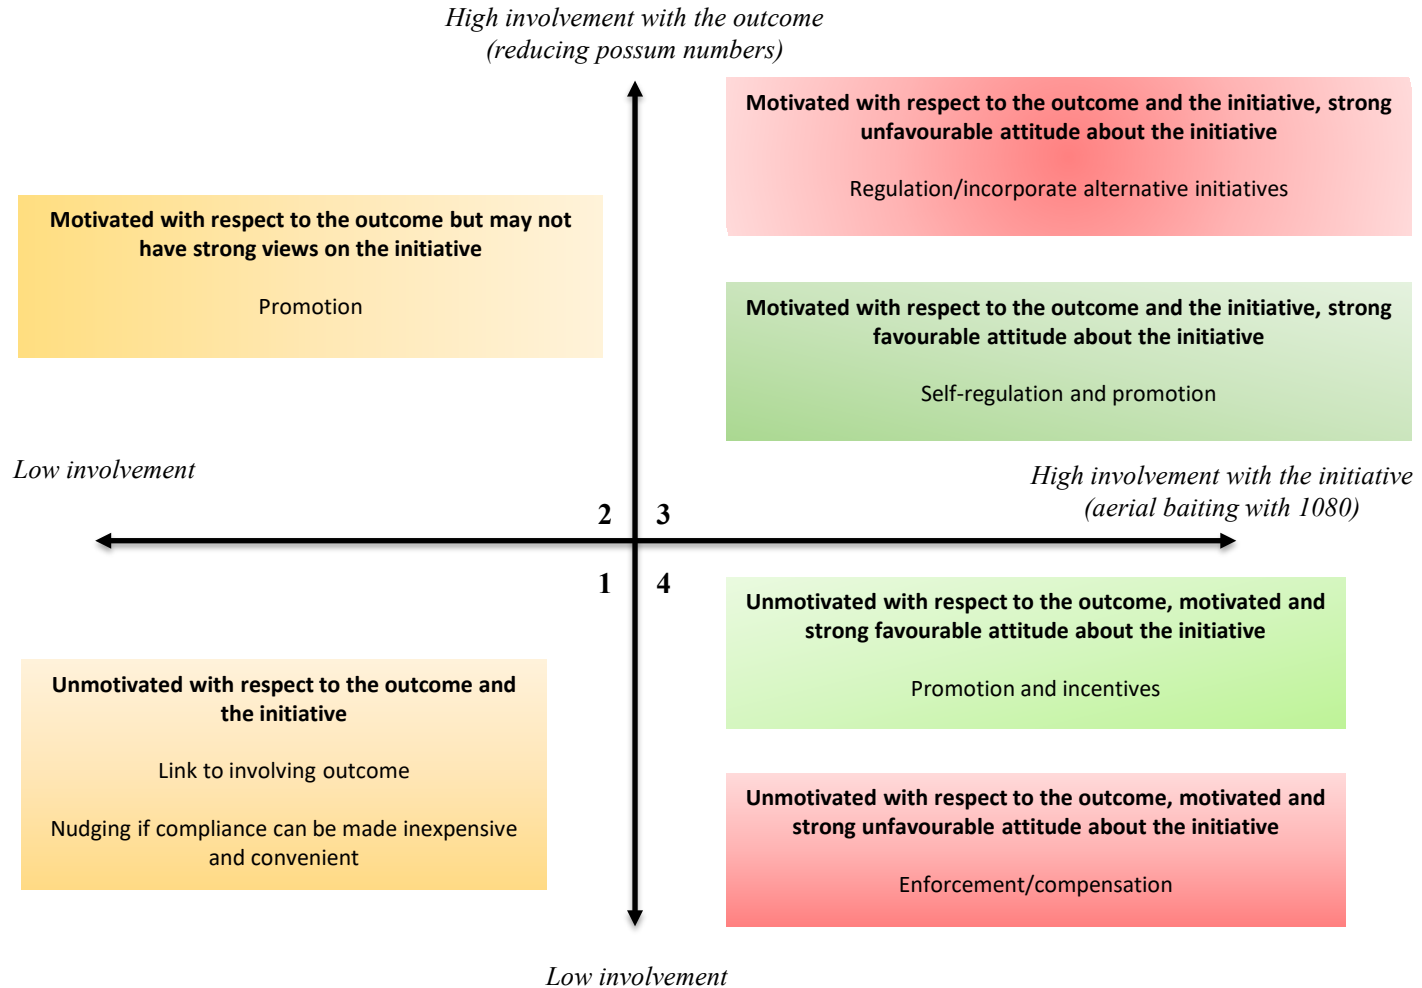 High involvement with the outcome
(reducing possum numbers)
Motivated with respect to the outcome and the initiative, strong
unfavourable attitude about the initiative
Regulation/incorporate alternative initiatives
Motivated with respect to the outcome but may not
have strong views on the initiative
Promotion
Motivated with respect to the outcome and the initiative, strong
favourable attitude about the initiative
Self-regulation and promotion
Low involvement
High involvement with the initiative
(aerial baiting with 1080)
2 3
1 4
Unmotivated with respect to the outcome, motivated and
strong favourable attitude about the initiative
Promotion and incentives
Unmotivated with respect to the outcome and
the initiative
Link to involving outcome
Nudging if compliance can be made inexpensive
and convenient
Unmotivated with respect to the outcome, motivated and
strong unfavourable attitude about the initiative
Enforcement/compensation
Low involvement